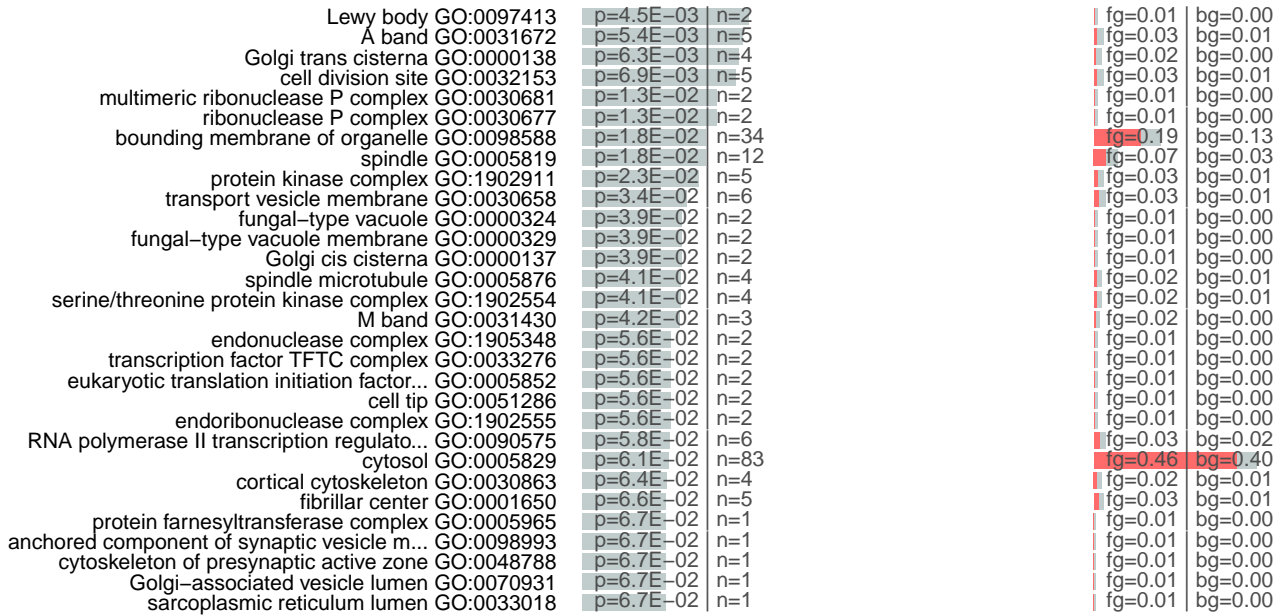 Lewy body GO:0097413 p=4.5E−03 n=2 fg=0.01 bg=0.00
A band GO:0031672 p=5.4E−03 n=5 fg=0.03 bg=0.01
Golgi trans cisterna GO:0000138 p=6.3E−03 n=4 fg=0.02 bg=0.00
cell division site GO:0032153 p=6.9E−03 n=5 fg=0.03 bg=0.01
multimeric ribonuclease P complex GO:0030681 p=1.3E−02 n=2 fg=0.01 bg=0.00
ribonuclease P complex GO:0030677 p=1.3E−02 n=2 fg=0.01 bg=0.00
bounding membrane of organelle GO:0098588 p=1.8E−02 n=34 fg=0.19 bg=0.13
spindle GO:0005819 p=1.8E−02 n=12 fg=0.07 bg=0.03
protein kinase complex GO:1902911 p=2.3E−02 n=5 fg=0.03 bg=0.01
transport vesicle membrane GO:0030658 p=3.4E−02 n=6 fg=0.03 bg=0.01
fungal−type vacuole GO:0000324 p=3.9E−02 n=2 fg=0.01 bg=0.00
fungal−type vacuole membrane GO:0000329 p=3.9E−02 n=2 fg=0.01 bg=0.00
Golgi cis cisterna GO:0000137 p=3.9E−02 n=2 fg=0.01 bg=0.00
spindle microtubule GO:0005876 p=4.1E−02 n=4 fg=0.02 bg=0.01
serine/threonine protein kinase complex GO:1902554 p=4.1E−02 n=4 fg=0.02 bg=0.01
M band GO:0031430 p=4.2E−02 n=3 fg=0.02 bg=0.00
endonuclease complex GO:1905348 p=5.6E−02 n=2 fg=0.01 bg=0.00
transcription factor TFTC complex GO:0033276 p=5.6E−02 n=2 fg=0.01 bg=0.00
eukaryotic translation initiation factor... GO:0005852 p=5.6E−02 n=2 fg=0.01 bg=0.00
cell tip GO:0051286 p=5.6E−02 n=2 fg=0.01 bg=0.00
endoribonuclease complex GO:1902555 p=5.6E−02 n=2 fg=0.01 bg=0.00
RNA polymerase II transcription regulato... GO:0090575 p=5.8E−02 n=6 fg=0.03 bg=0.02
cytosol GO:0005829 p=6.1E−02 n=83 fg=0.46 bg=0.40
cortical cytoskeleton GO:0030863 p=6.4E−02 n=4 fg=0.02 bg=0.01
fibrillar center GO:0001650 p=6.6E−02 n=5 fg=0.03 bg=0.01
protein farnesyltransferase complex GO:0005965 p=6.7E−02 n=1 fg=0.01 bg=0.00
anchored component of synaptic vesicle m... GO:0098993 p=6.7E−02 n=1 fg=0.01 bg=0.00
cytoskeleton of presynaptic active zone GO:0048788 p=6.7E−02 n=1 fg=0.01 bg=0.00
Golgi−associated vesicle lumen GO:0070931 p=6.7E−02 n=1 fg=0.01 bg=0.00
sarcoplasmic reticulum lumen GO:0033018 p=6.7E−02 n=1 fg=0.01 bg=0.00